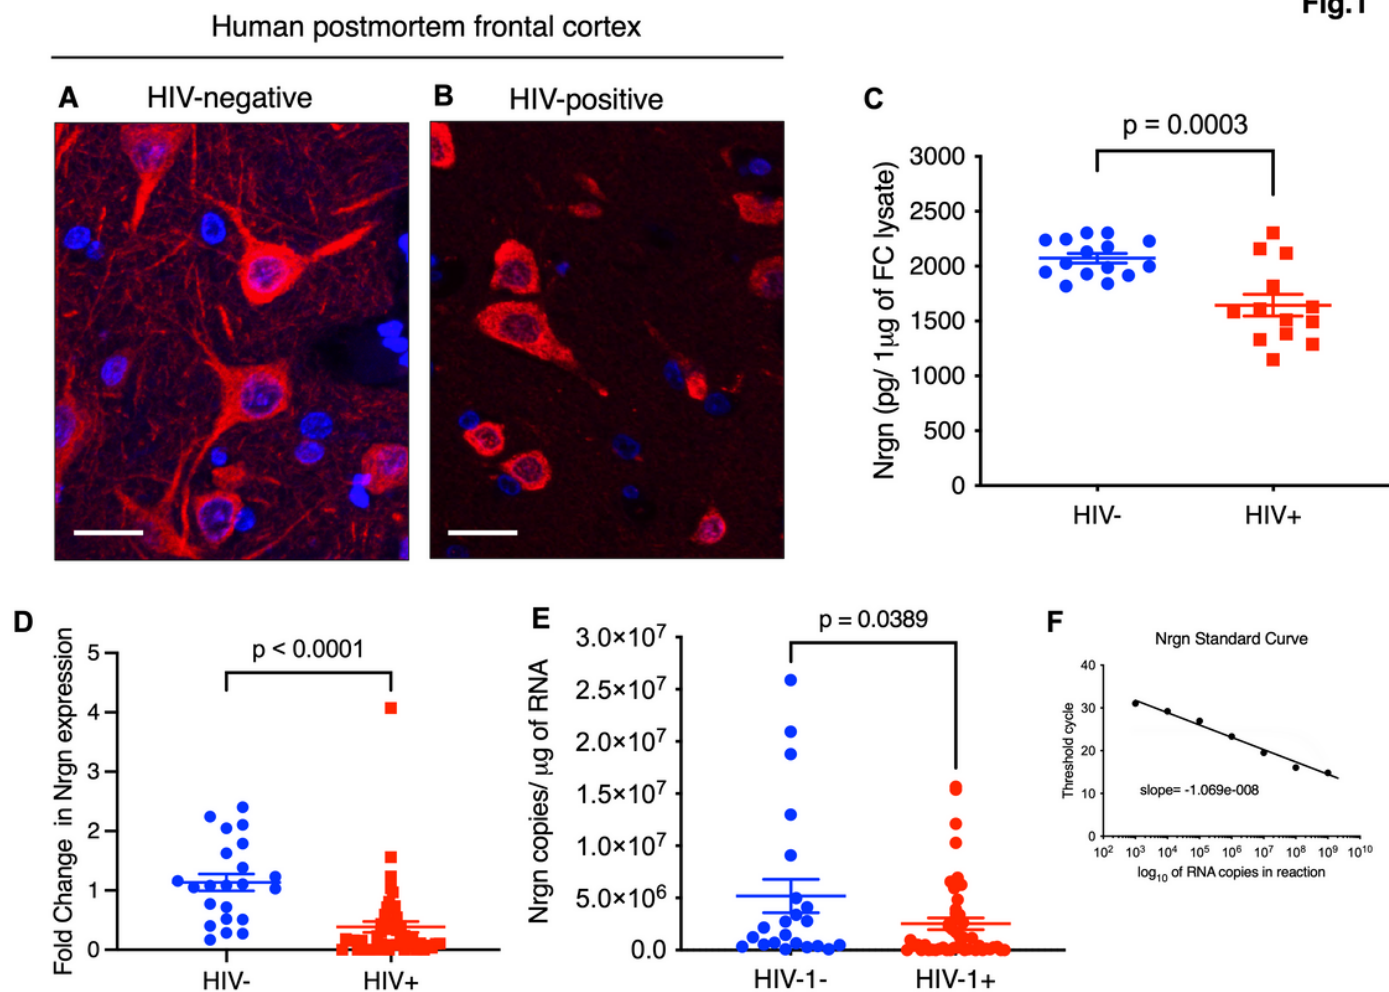 Fig.1
Human postmortem frontal cortex
A HIV-negative
B HIV-positive
C
p = 0.0003
Nrgn (pg/ 1µg of FC lysate)
3000
2500
2000
1500
1000
500
0
HIV-
HIV+
D
p < 0.0001
Fold Change in Nrgn expression
5
4
3
2
1
0
HIV-
HIV+
E
p = 0.0389
Nrgn copies/ µg of RNA
3.0×10⁷
2.5×10⁷
2.0×10⁷
1.5×10⁷
1.0×10⁷
5.0×10⁶
0.0
HIV-1-
HIV-1+
F
Nrgn Standard Curve
Threshold cycle
40
30
20
10
0
slope= -1.069e-008
10² 10³ 10⁴ 10⁵ 10⁶ 10⁷ 10⁸ 10⁹ 10¹⁰
log₁₀ of RNA copies in reaction